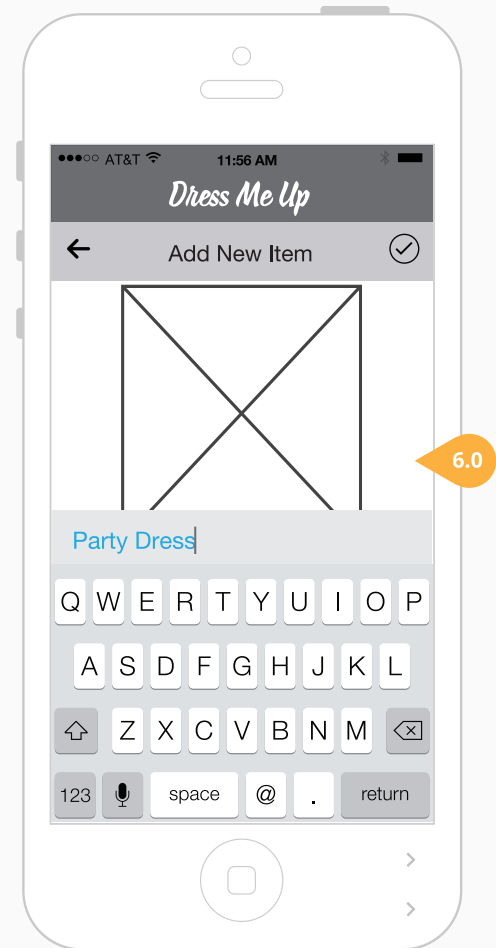 AT&T 11:56 AM
Dress Me Up
Add New Item
6.0
Party Dress
Q W E R T Y U I O P
A S D F G H J K L
Z X C V B N M
123 space @ . return